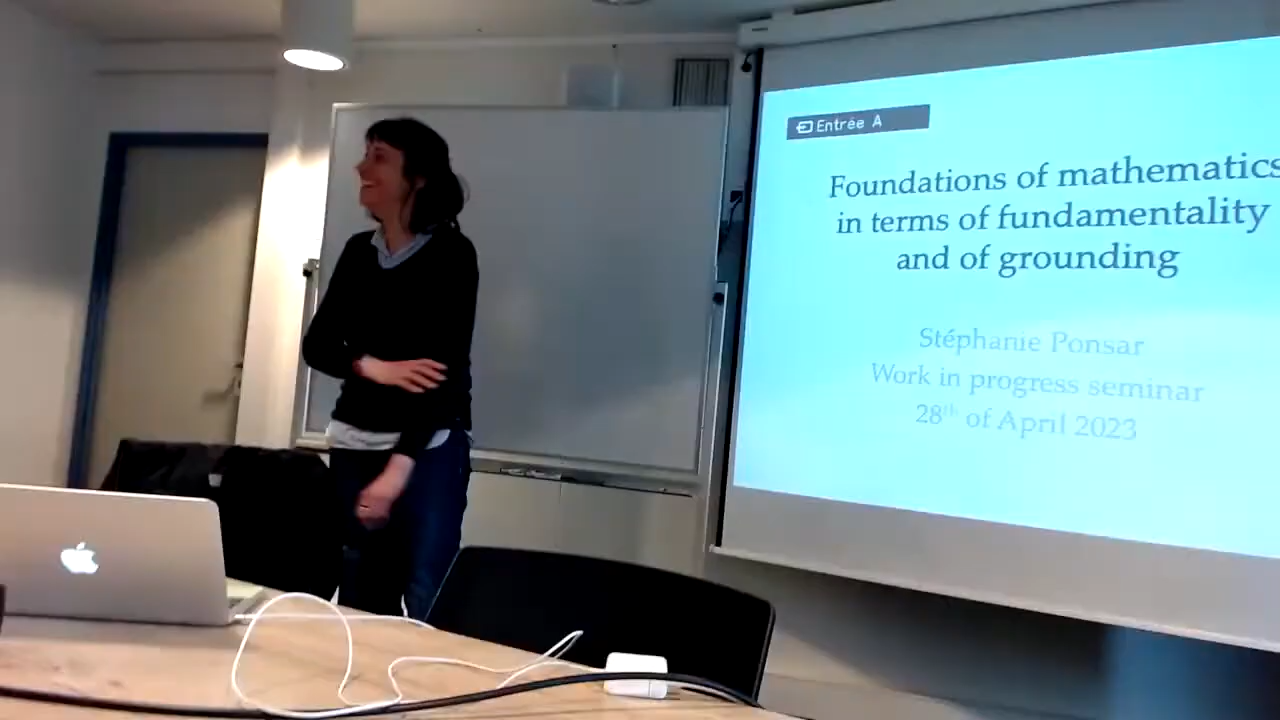 Entrée A
Foundations of mathematics
in terms of fundamentality
and of grounding
Stéphanie Ponsar
Work in progress seminar
28th of April 2023